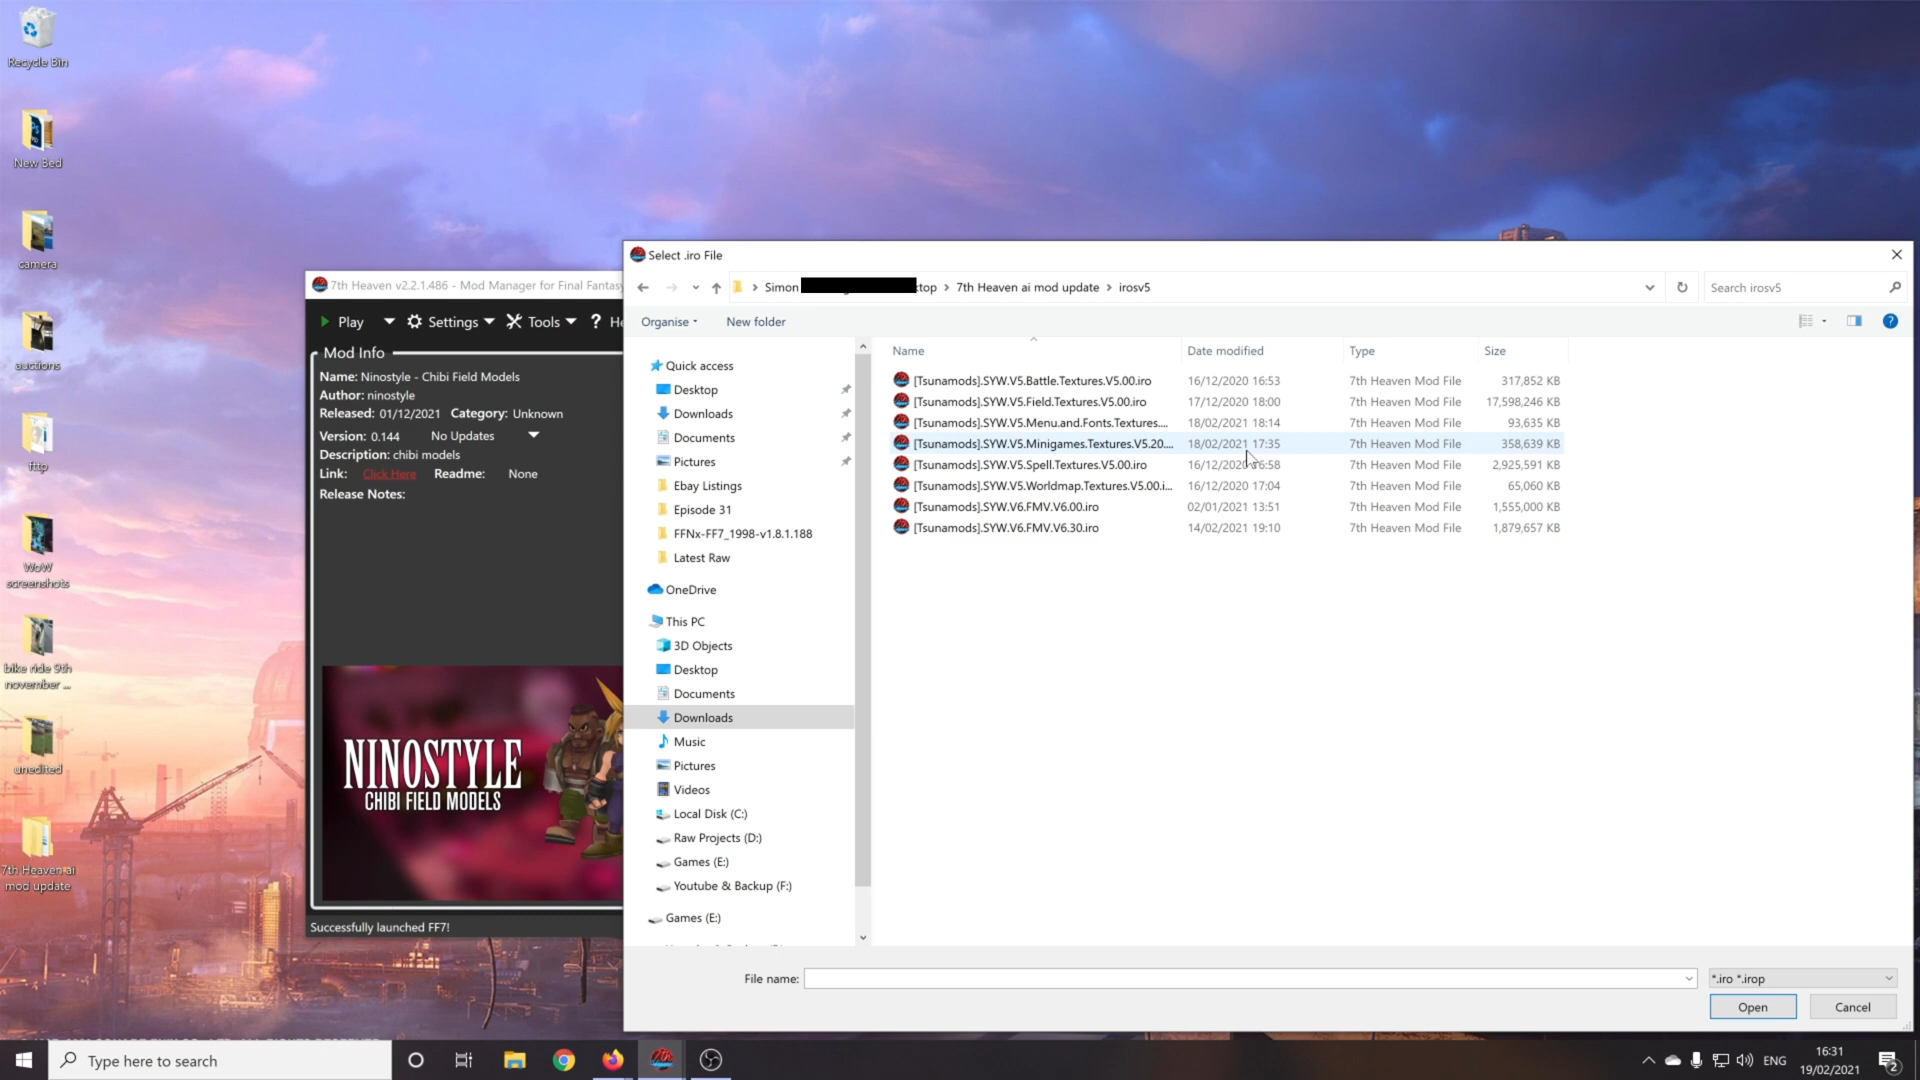 Recycle Bin
New Bed
camera
auctions
fttp
WoW
screenshots
bike ride 9th
november ...
unedited
7th Heaven ai
mod update
7th Heaven v2.2.1.486 - Mod Manager for Final Fantasy
Play
Settings
Tools
He
Mod Info
Name: Ninostyle - Chibi Field Models
Author: ninostyle
Released: 01/12/2021 Category: Unknown
Version: 0.144 No Updates
Description: chibi models
Link: Click Here Readme: None
Release Notes:
NINOSTYLE
CHIBI FIELD MODELS
Successfully launched FF7!
Select .iro File
Simon ktop > 7th Heaven ai mod update > irosv5
Search irosv5
Organise
New folder
Quick access
Desktop
Downloads
Documents
Pictures
Ebay Listings
Episode 31
FFNx-FF7_1998-v1.8.1.188
Latest Raw
OneDrive
This PC
3D Objects
Desktop
Documents
Downloads
Music
Pictures
Videos
Local Disk (C:)
Raw Projects (D:)
Games (E:)
Youtube & Backup (F:)
Games (E:)
Name Date modified Type Size
[Tsunamods].SYW.V5.Battle.Textures.V5.00.iro 16/12/2020 16:53 7th Heaven Mod File 317,852 KB
[Tsunamods].SYW.V5.Field.Textures.V5.00.iro 17/12/2020 18:00 7th Heaven Mod File 17,598,246 KB
[Tsunamods].SYW.V5.Menu.and.Fonts.Textures.... 18/02/2021 18:14 7th Heaven Mod File 93,635 KB
[Tsunamods].SYW.V5.Minigames.Textures.V5.20.... 18/02/2021 17:35 7th Heaven Mod File 358,639 KB
[Tsunamods].SYW.V5.Spell.Textures.V5.00.iro 16/12/2020 16:58 7th Heaven Mod File 2,925,591 KB
[Tsunamods].SYW.V5.Worldmap.Textures.V5.00.i... 16/12/2020 17:04 7th Heaven Mod File 65,060 KB
[Tsunamods].SYW.V6.FMV.V6.00.iro 02/01/2021 13:51 7th Heaven Mod File 1,555,000 KB
[Tsunamods].SYW.V6.FMV.V6.30.iro 14/02/2021 19:10 7th Heaven Mod File 1,879,657 KB
File name:
*.iro *.irop
Open
Cancel
Type here to search
7th
ENG
16:31
19/02/2021
2